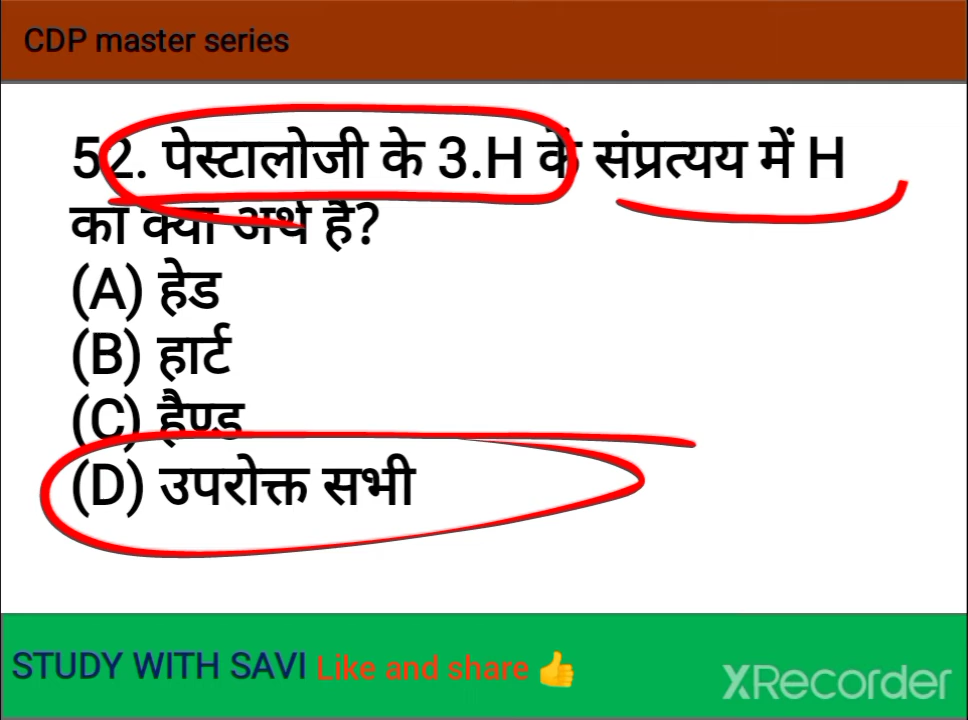 CDP master series
52. पेस्टालोजी के 3.H के संप्रत्यय में H
का क्या अर्थ है?
(A) हेड
(B) हार्ट
(C) हैण्ड
(D) उपरोक्त सभी
STUDY WITH SAVI Like and share 👍
XRecorder